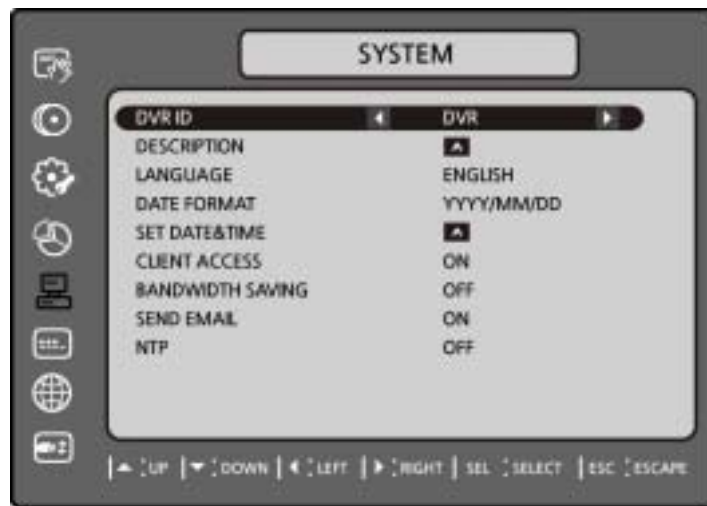 SYSTEM
DVR ID DVR
DESCRIPTION
LANGUAGE ENGLISH
DATE FORMAT YYYY/MM/DD
SET DATE&TIME
CLIENT ACCESS ON
BANDWIDTH SAVING OFF
SEND EMAIL ON
NTP OFF
UP DOWN LEFT RIGHT SEL SELECT ESC ESCAPE